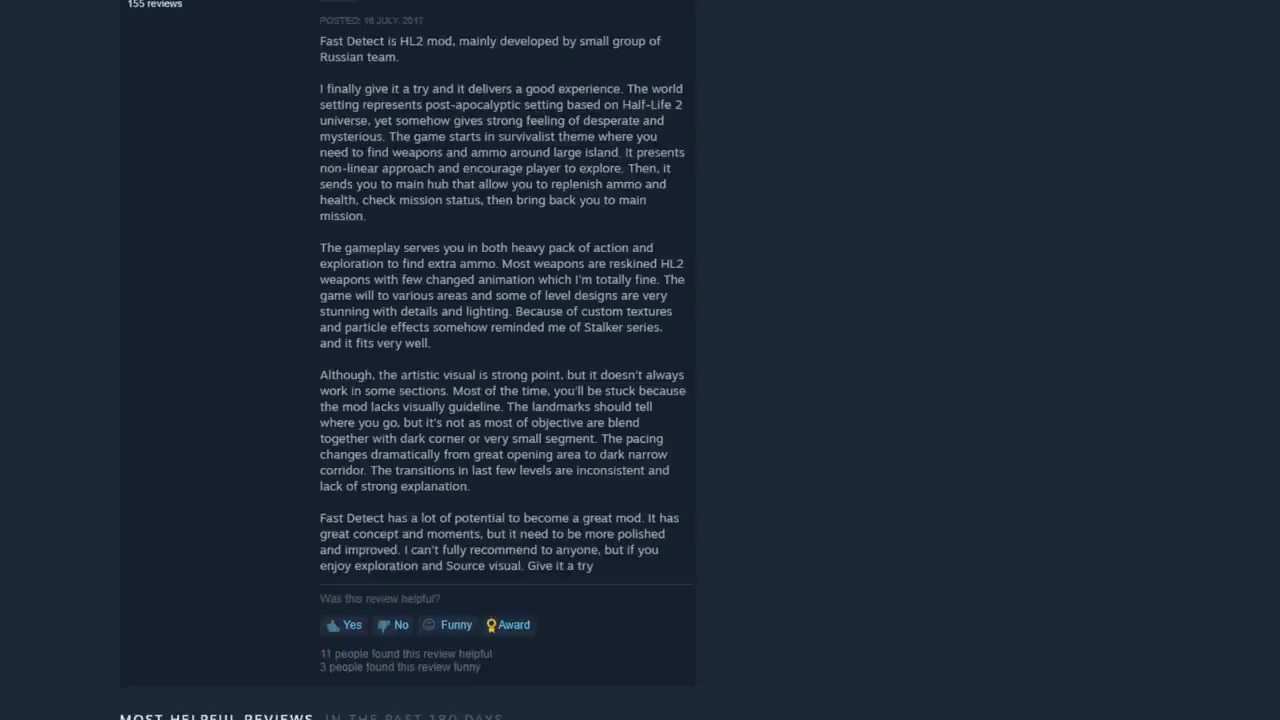 155 reviews
POSTED: 16 JULY, 2017
Fast Detect is HL2 mod, mainly developed by small group of
Russian team.
I finally give it a try and it delivers a good experience. The world
setting represents post-apocalyptic setting based on Half-Life 2
universe, yet somehow gives strong feeling of desperate and
mysterious. The game starts in survivalist theme where you
need to find weapons and ammo around large island. It presents
non-linear approach and encourage player to explore. Then, it
sends you to main hub that allow you to replenish ammo and
health, check mission status, then bring back you to main
mission.
The gameplay serves you in both heavy pack of action and
exploration to find extra ammo. Most weapons are reskined HL2
weapons with few changed animation which I'm totally fine. The
game will to various areas and some of level designs are very
stunning with details and lighting. Because of custom textures
and particle effects somehow reminded me of Stalker series,
and it fits very well.
Although, the artistic visual is strong point, but it doesn't always
work in some sections. Most of the time, you'll be stuck because
the mod lacks visually guideline. The landmarks should tell
where you go, but it's not as most of objective are blend
together with dark corner or very small segment. The pacing
changes dramatically from great opening area to dark narrow
corridor. The transitions in last few levels are inconsistent and
lack of strong explanation.
Fast Detect has a lot of potential to become a great mod. It has
great concept and moments, but it need to be more polished
and improved. I can't fully recommend to anyone, but if you
enjoy exploration and Source visual. Give it a try
Was this review helpful?
Yes No Funny Award
11 people found this review helpful
3 people found this review funny
MOST HELPFUL REVIEWS IN THE PAST 180 DAYS